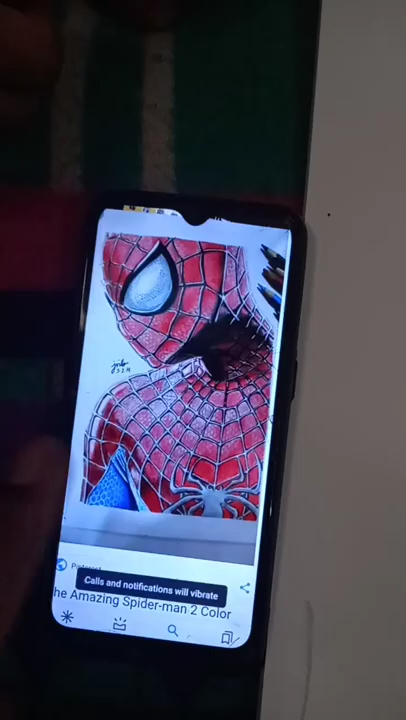 Calls and notifications will vibrate
he Amazing Spider-man 2 Color